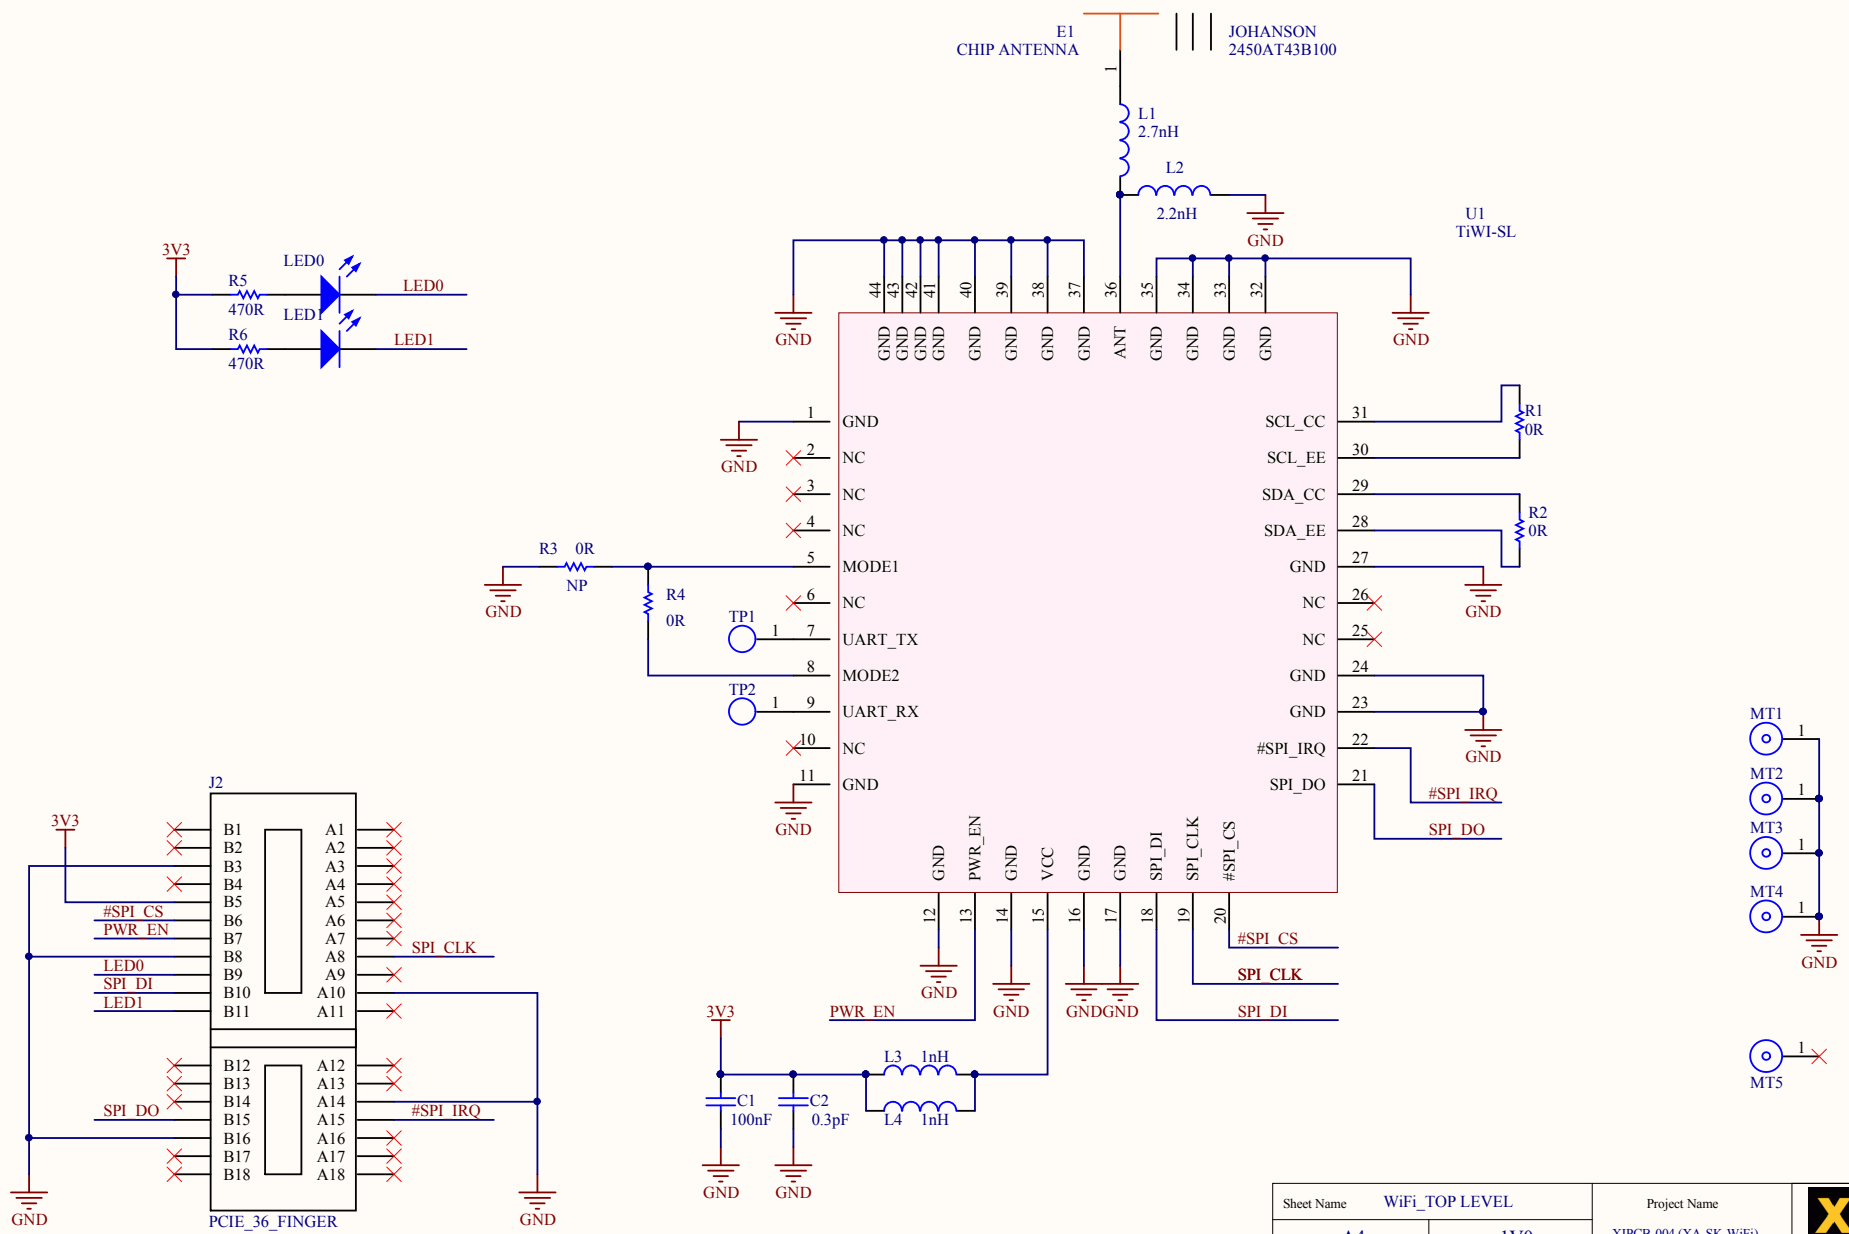 E1
CHIP ANTENNA
JOHANSON
2450AT43B100
1
L1
2.7nH
L2
2.2nH
GND
U1
TiWI-SL
3V3
LED0
R5
470R
LED0
LED1
R6
470R
LED1
44 43 42 41 40 39 38 37 36 35 34 33 32
GND GND GND GND GND GND GND GND ANT GND GND GND GND
GND
GND
1 GND
GND
2 NC
3 NC
4 NC
5 MODE1
6 NC
7 UART_TX
8 MODE2
9 UART_RX
10 NC
11 GND
GND
R3 0R
NP
GND
R4
0R
TP1
1
TP2
1
SCL_CC 31
SCL_EE 30
SDA_CC 29
SDA_EE 28
GND 27
NC 26
NC 25
GND 24
GND 23
#SPI_IRQ 22
SPI_DO 21
R1
0R
R2
0R
GND
GND
#SPI_IRQ
SPI_DO
GND PWR_EN GND VCC GND GND SPI_DI SPI_CLK #SPI_CS
12 13 14 15 16 17 18 19 20
GND
GND
GND
GND
#SPI_CS
SPI_CLK
SPI_DI
PWR_EN
3V3
L3 1nH
L4 1nH
C1
100nF
C2
0.3pF
GND
GND
MT1
1
MT2
1
MT3
1
MT4
1
GND
1
MT5
J2
3V3
B1 A1
B2 A2
B3 A3
B4 A4
B5 A5
#SPI_CS B6 A6
PWR_EN B7 A7
B8 A8 SPI_CLK
LED0 B9 A9
SPI_DI B10 A10
LED1 B11 A11
B12 A12
B13 A13
B14 A14
SPI_DO B15 A15 #SPI_IRQ
B16 A16
B17 A17
B18 A18
GND
GND
PCIE_36_FINGER
Sheet Name WiFi_TOP LEVEL
Project Name
A4
1V0
XIPCB-004 (XA-SK-WiFi)
X